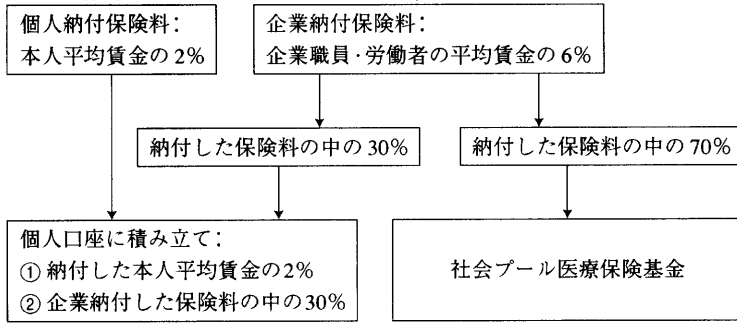 個人納付保険料:
本人平均賃金の2%
企業納付保険料:
企業職員·労働者の平均賃金の6%
納付した保険料の中の30%
納付した保険料の中の70%
個人口座に積み立て:
① 納付した本人平均賃金の2%
② 企業納付した保険料の中の30%
社会プール医療保険基金